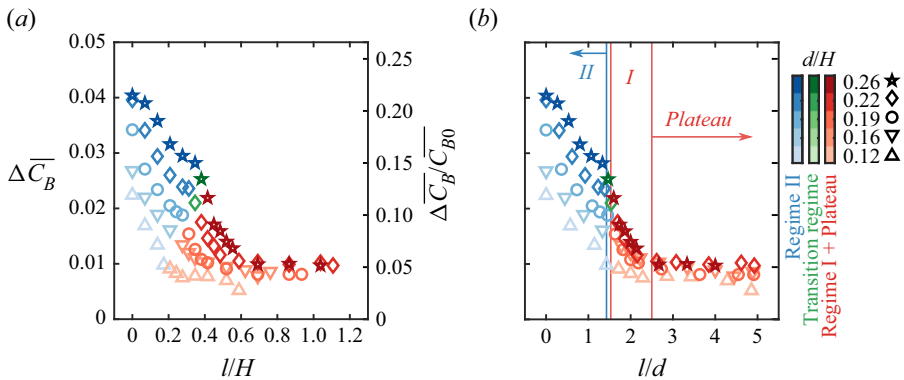 (a)
0.05
0.04
0.03
0.02
0.01
0
ΔC̅_B̅
0 0.2 0.4 0.6 0.8 1.0 1.2
l/H
0.25
0.20
0.15
0.10
0.05
0
ΔC̅_B̅/C̅_B̅0̅
(b)
II
I
Plateau
0 1 2 3 4 5
l/d
d/H
0.26
0.22
0.19
0.16
0.12
Regime II
Transition regime
Regime I + Plateau